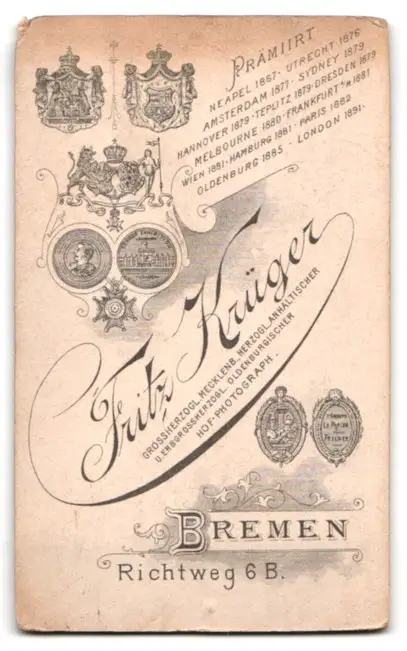 PRÄMIIRT
NEAPEL 1867 · UTRECHT 1876
AMSTERDAM 1877 · SYDNEY 1879
HANNOVER 1879 · TEPLITZ 1879 · DRESDEN 1879
MELBOURNE 1880 · FRANKFURT a/M 1881
WIEN 1881 · HAMBURG 1881 · PARIS 1882
OLDENBURG 1885 · LONDON 1891 ·
Fritz Krüger
GROSSHERZOGL. MECKLENB., HERZOGL. ANHALTISCHER
U. ERBGROSSHERZOGL. OLDENBURGISCHER
HOF-PHOTOGRAPH.
BREMEN
Richtweg 6 B.